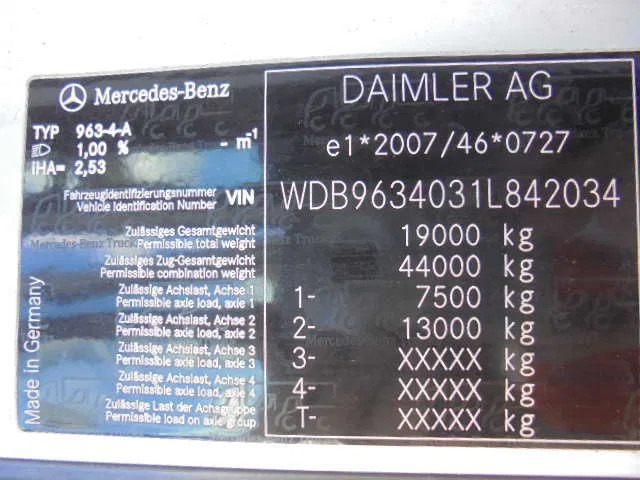 Mercedes-Benz
DAIMLER AG
TYP 963-4-A
1,00 % - m⁻¹
iHA= 2,53
e1*2007/46*0727
Fahrzeugidentifizierungsnummer
Vehicle Identification Number VIN WDB9634031L842034
Zulässiges Gesamtgewicht
Permissible total weight 19000 kg
Zulässiges Zug-Gesamtgewicht
Permissible combination weight 44000 kg
Zulässige Achslast, Achse 1
Permissible axle load, axle 1 1- 7500 kg
Zulässige Achslast, Achse 2
Permissible axle load, axle 2 2- 13000 kg
Zulässige Achslast, Achse 3
Permissible axle load, axle 3 3- XXXXX kg
Zulässige Achslast, Achse 4
Permissible axle load, axle 4 4- XXXXX kg
Zulässige Last der Achsgruppe
Permissible load on axle group T- XXXXX kg
Made in Germany